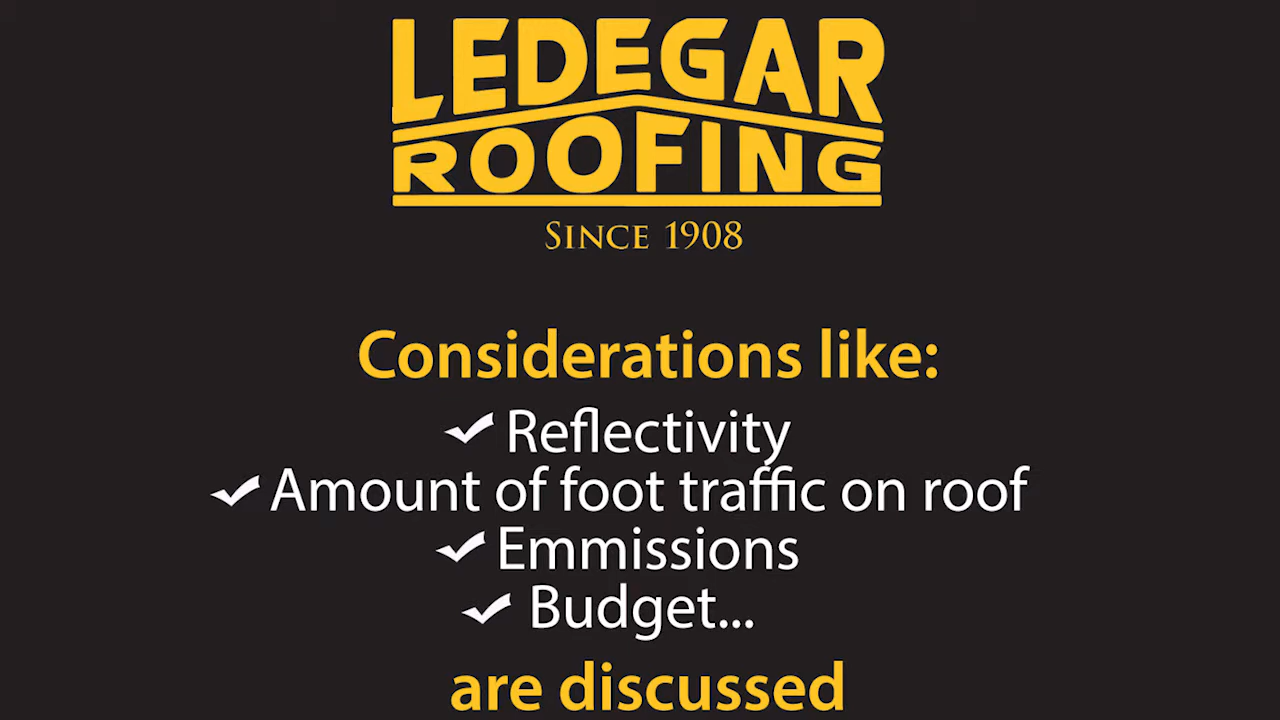 LEDEGAR
ROOFING
SINCE 1908
Considerations like:
Reflectivity
Amount of foot traffic on roof
Emmissions
Budget...
are discussed